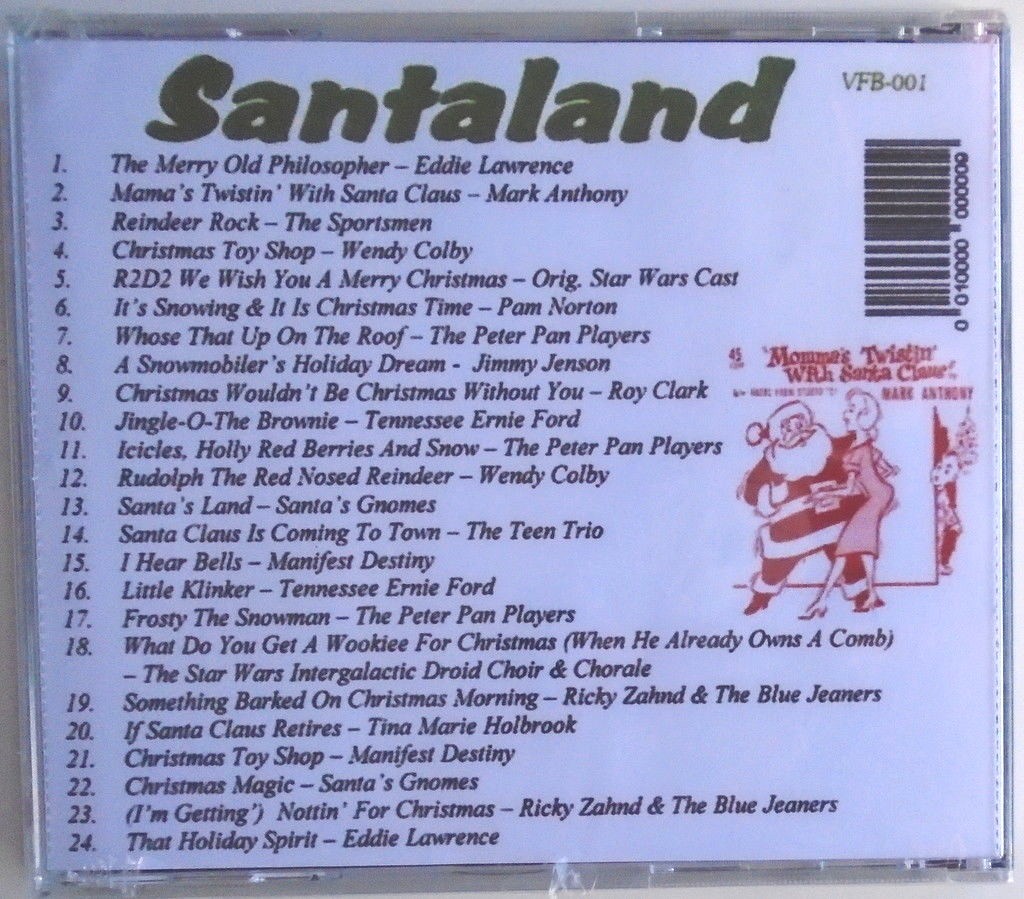 Santaland
VFB-001
1. The Merry Old Philosopher – Eddie Lawrence
2. Mama's Twistin' With Santa Claus – Mark Anthony
3. Reindeer Rock – The Sportsmen
4. Christmas Toy Shop – Wendy Colby
5. R2D2 We Wish You A Merry Christmas – Orig. Star Wars Cast
6. It's Snowing & It Is Christmas Time – Pam Norton
7. Whose That Up On The Roof – The Peter Pan Players
8. A Snowmobiler's Holiday Dream - Jimmy Jenson
9. Christmas Wouldn't Be Christmas Without You – Roy Clark
10. Jingle-O-The Brownie – Tennessee Ernie Ford
11. Icicles, Holly Red Berries And Snow – The Peter Pan Players
12. Rudolph The Red Nosed Reindeer – Wendy Colby
13. Santa's Land – Santa's Gnomes
14. Santa Claus Is Coming To Town – The Teen Trio
15. I Hear Bells – Manifest Destiny
16. Little Klinker – Tennessee Ernie Ford
17. Frosty The Snowman – The Peter Pan Players
18. What Do You Get A Wookiee For Christmas (When He Already Owns A Comb)
– The Star Wars Intergalactic Droid Choir & Chorale
19. Something Barked On Christmas Morning – Ricky Zahnd & The Blue Jeaners
20. If Santa Claus Retires – Tina Marie Holbrook
21. Christmas Toy Shop – Manifest Destiny
22. Christmas Magic – Santa's Gnomes
23. (I'm Getting') Nottin' For Christmas – Ricky Zahnd & The Blue Jeaners
24. That Holiday Spirit – Eddie Lawrence
0 010000 000009
45
"Momma's Twistin'
With Santa Claus"
MARK ANTHONY